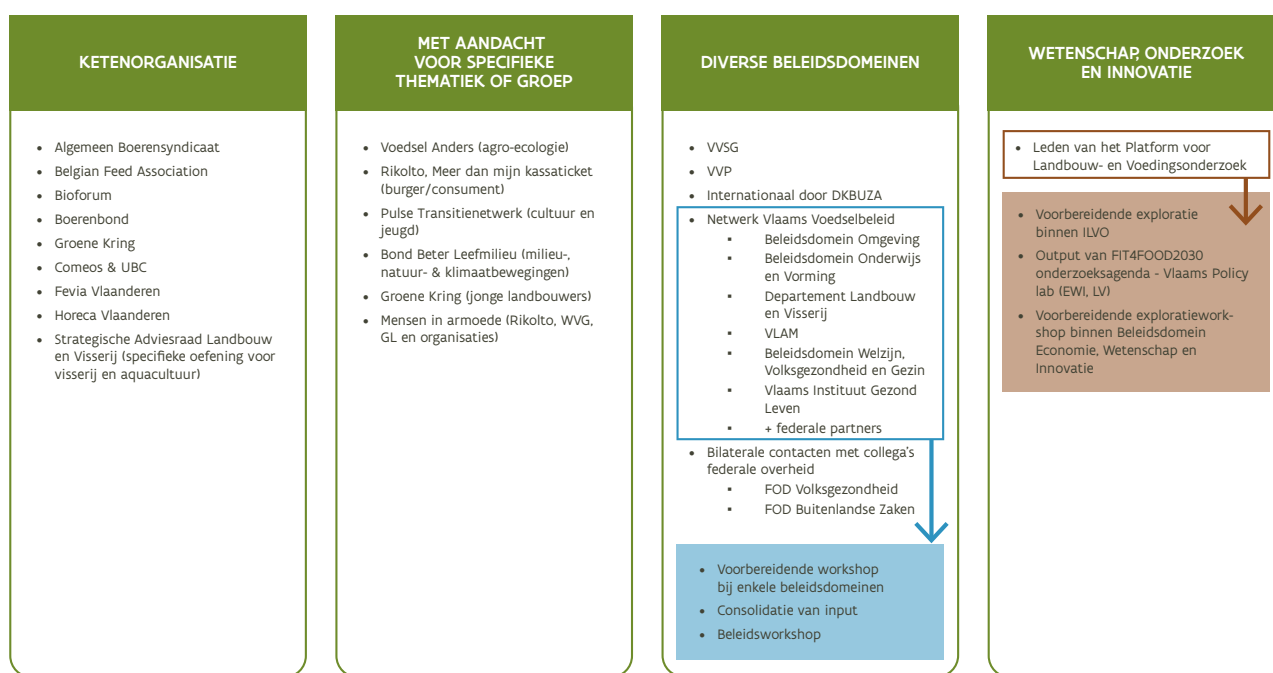 KETENORGANISATIE
• Algemeen Boerensyndicaat
• Belgian Feed Association
• Bioforum
• Boerenbond
• Groene Kring
• Comeos & UBC
• Fevia Vlaanderen
• Horeca Vlaanderen
• Strategische Adviesraad Landbouw
en Visserij (specifieke oefening voor
visserij en aquacultuur)
MET AANDACHT
VOOR SPECIFIEKE
THEMATIEK OF GROEP
• Voedsel Anders (agro-ecologie)
• Rikolto, Meer dan mijn kassaticket
(burger/consument)
• Pulse Transitienetwerk (cultuur en
jeugd)
• Bond Beter Leefmilieu (milieu-,
natuur- & klimaatbewegingen)
• Groene Kring (jonge landbouwers)
• Mensen in armoede (Rikolto, WVG,
GL en organisaties)
DIVERSE BELEIDSDOMEINEN
• VVSG
• VVP
• Internationaal door DKBUZA
• Netwerk Vlaams Voedselbeleid
▪ Beleidsdomein Omgeving
▪ Beleidsdomein Onderwijs
en Vorming
▪ Departement Landbouw
en Visserij
▪ VLAM
▪ Beleidsdomein Welzijn,
Volksgezondheid en Gezin
▪ Vlaams Instituut Gezond
Leven
▪ + federale partners
• Bilaterale contacten met collega's
federale overheid
▪ FOD Volksgezondheid
▪ FOD Buitenlandse Zaken
• Voorbereidende workshop
bij enkele beleidsdomeinen
• Consolidatie van input
• Beleidsworkshop
WETENSCHAP, ONDERZOEK
EN INNOVATIE
• Leden van het Platform voor
Landbouw- en Voedingsonderzoek
• Voorbereidende exploratie
binnen ILVO
• Output van FIT4FOOD2030
onderzoeksagenda - Vlaams Policy
lab (EWI, LV)
• Voorbereidende exploratiework-
shop binnen Beleidsdomein
Economie, Wetenschap en
Innovatie